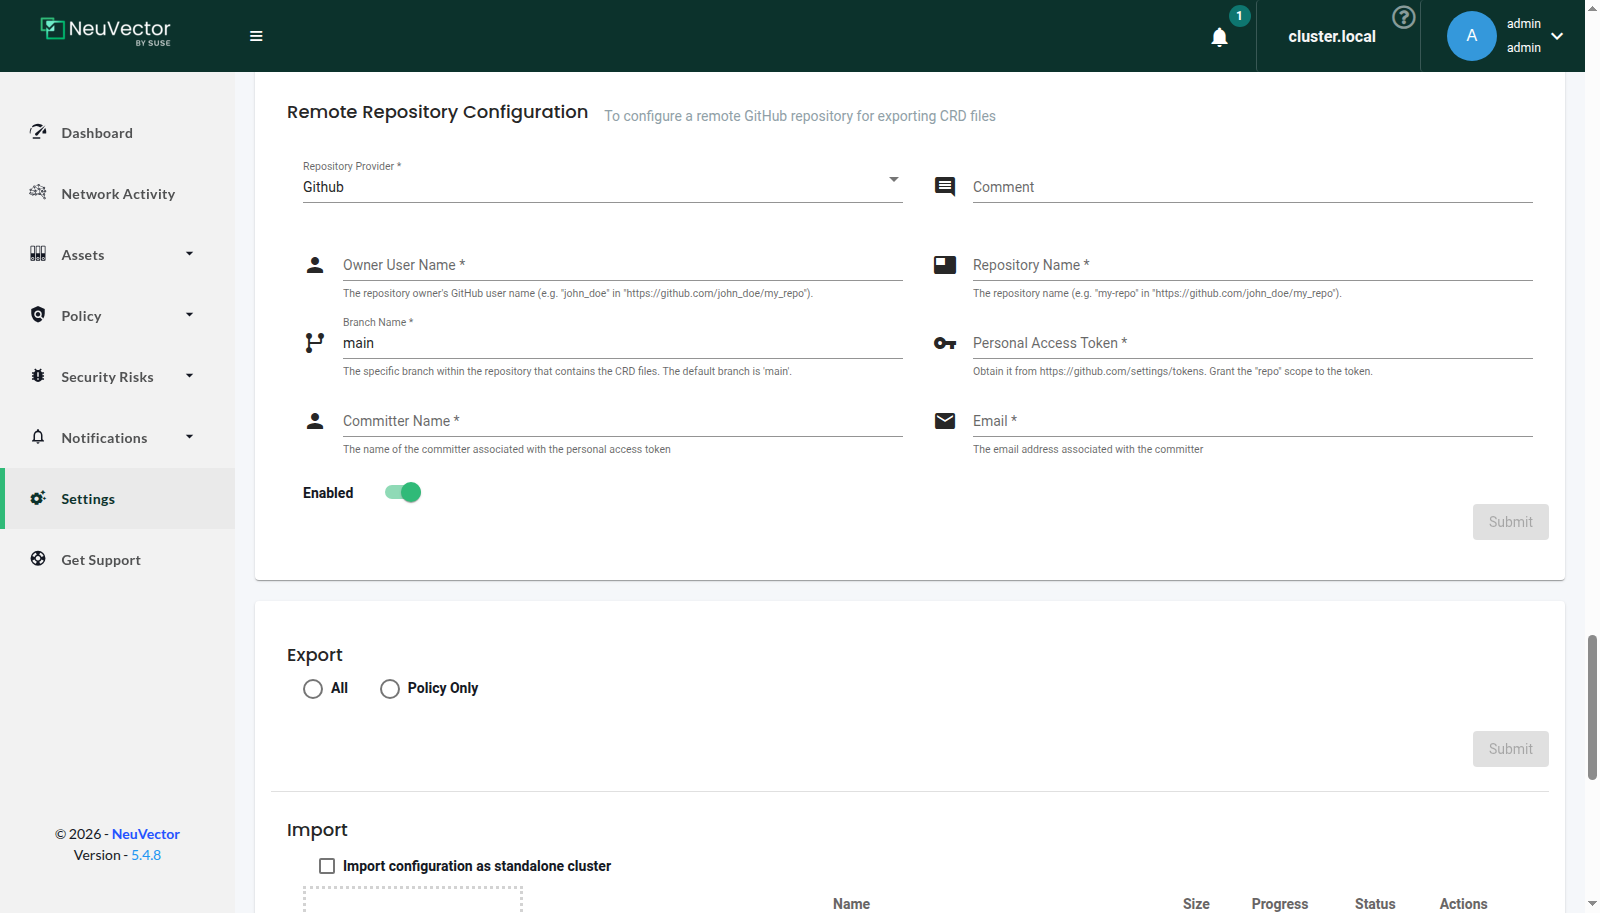 NeuVector
BY SUSE
1
cluster.local
?
A
admin
admin
Dashboard
Network Activity
Assets
Policy
Security Risks
Notifications
Settings
Get Support
© 2026 - NeuVector
Version - 5.4.8
Remote Repository Configuration To configure a remote GitHub repository for exporting CRD files
Repository Provider *
Github
Comment
Owner User Name *
The repository owner's GitHub user name (e.g. "john_doe" in "https://github.com/john_doe/my_repo").
Repository Name *
The repository name (e.g. "my-repo" in "https://github.com/john_doe/my_repo").
Branch Name *
main
The specific branch within the repository that contains the CRD files. The default branch is 'main'.
Personal Access Token *
Obtain it from https://github.com/settings/tokens. Grant the "repo" scope to the token.
Committer Name *
The name of the committer associated with the personal access token
Email *
The email address associated with the committer
Enabled
Submit
Export
All Policy Only
Submit
Import
Import configuration as standalone cluster
Name Size Progress Status Actions